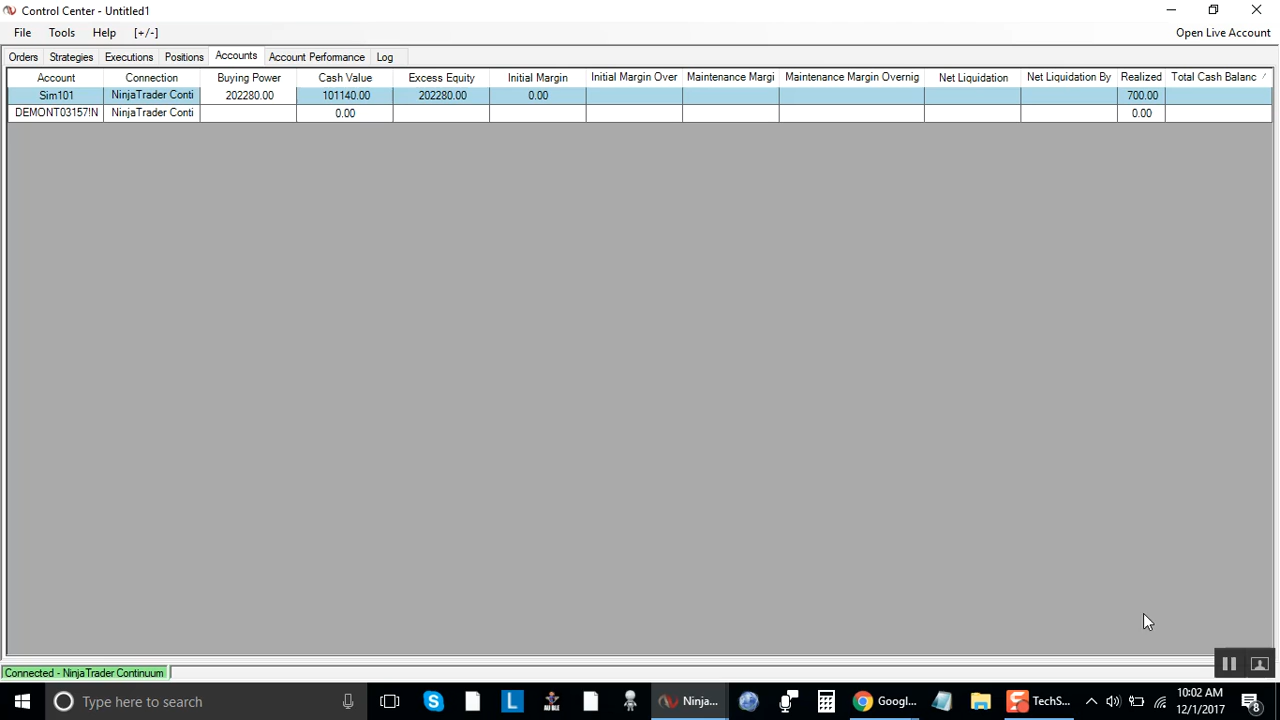 Control Center - Untitled1
File Tools Help [+/-] Open Live Account
Orders Strategies Executions Positions Accounts Account Performance Log
Account Connection Buying Power Cash Value Excess Equity Initial Margin Initial Margin Over Maintenance Margi Maintenance Margin Overnig Net Liquidation Net Liquidation By Realized Total Cash Balanc
Sim101 NinjaTrader Conti 202280.00 101140.00 202280.00 0.00 700.00
DEMONT03157!N NinjaTrader Conti 0.00 0.00
Connected - NinjaTrader Continuum
Type here to search L AU BLE Ninja... Googl... TechS... 10:02 AM
12/1/2017 8